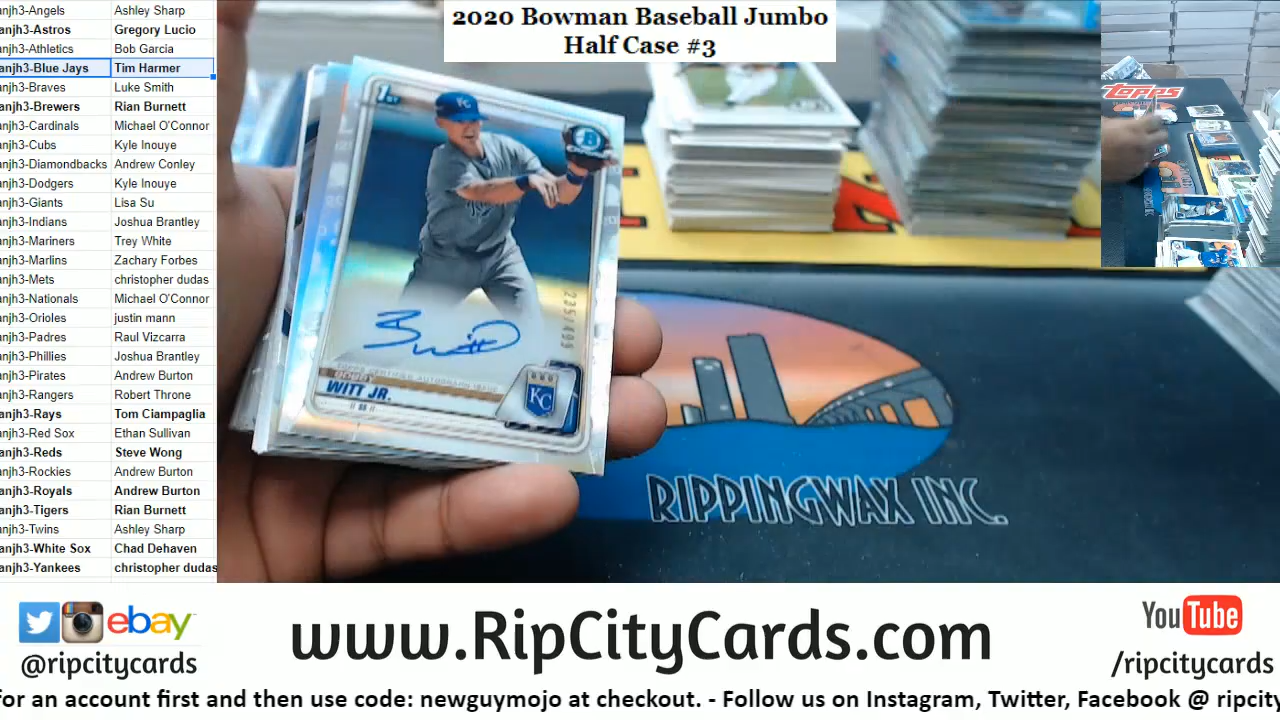 2020 Bowman Baseball Jumbo
Half Case #3
anjh3-Angels Ashley Sharp
anjh3-Astros Gregory Lucio
anjh3-Athletics Bob Garcia
anjh3-Blue Jays Tim Harmer
anjh3-Braves Luke Smith
anjh3-Brewers Rian Burnett
anjh3-Cardinals Michael O'Connor
anjh3-Cubs Kyle Inouye
anjh3-Diamondbacks Andrew Conley
anjh3-Dodgers Kyle Inouye
anjh3-Giants Lisa Su
anjh3-Indians Joshua Brantley
anjh3-Mariners Trey White
anjh3-Marlins Zachary Forbes
anjh3-Mets christopher dudas
anjh3-Nationals Michael O'Connor
anjh3-Orioles justin mann
anjh3-Padres Raul Vizcarra
anjh3-Phillies Joshua Brantley
anjh3-Pirates Andrew Burton
anjh3-Rangers Robert Throne
anjh3-Rays Tom Ciampaglia
anjh3-Red Sox Ethan Sullivan
anjh3-Reds Steve Wong
anjh3-Rockies Andrew Burton
anjh3-Royals Andrew Burton
anjh3-Tigers Rian Burnett
anjh3-Twins Ashley Sharp
anjh3-White Sox Chad Dehaven
anjh3-Yankees christopher dudas
1st
KC
B
235/499
TOPPS CERTIFIED AUTOGRAPH ISSUE
BOBBY
WITT JR.
KC
topps
RIPPINGWAX INC.
ebay
@ripcitycards
www.RipCityCards.com
YouTube
/ripcitycards
for an account first and then use code: newguymojo at checkout. - Follow us on Instagram, Twitter, Facebook @ ripcity